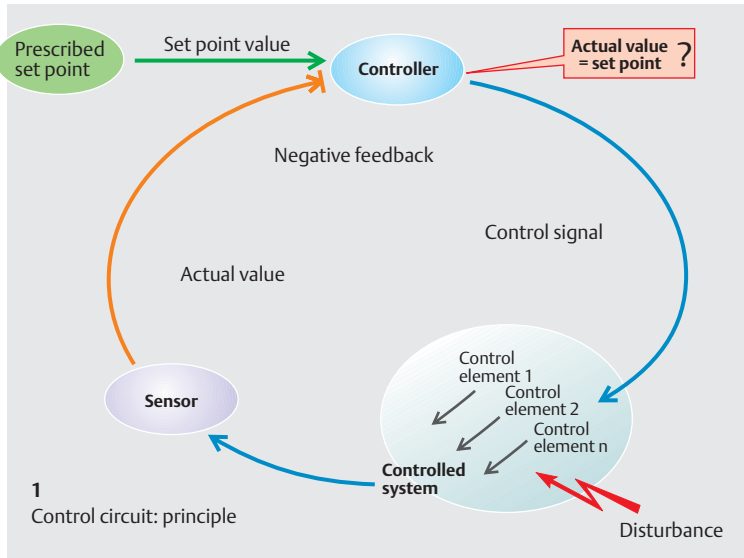 Prescribed
set point
Set point value
Controller
Actual value
= set point ?
Negative feedback
Control signal
Actual value
Control
element 1
Control
element 2
Control
element n
Sensor
Controlled
system
1
Control circuit: principle
Disturbance